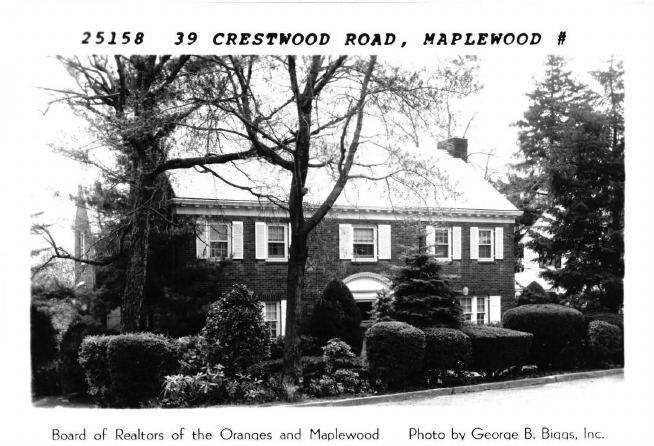 25158 39 CRESTWOOD ROAD, MAPLEWOOD #
Board of Realtors of the Oranges and Maplewood Photo by George B. Biggs, Inc.